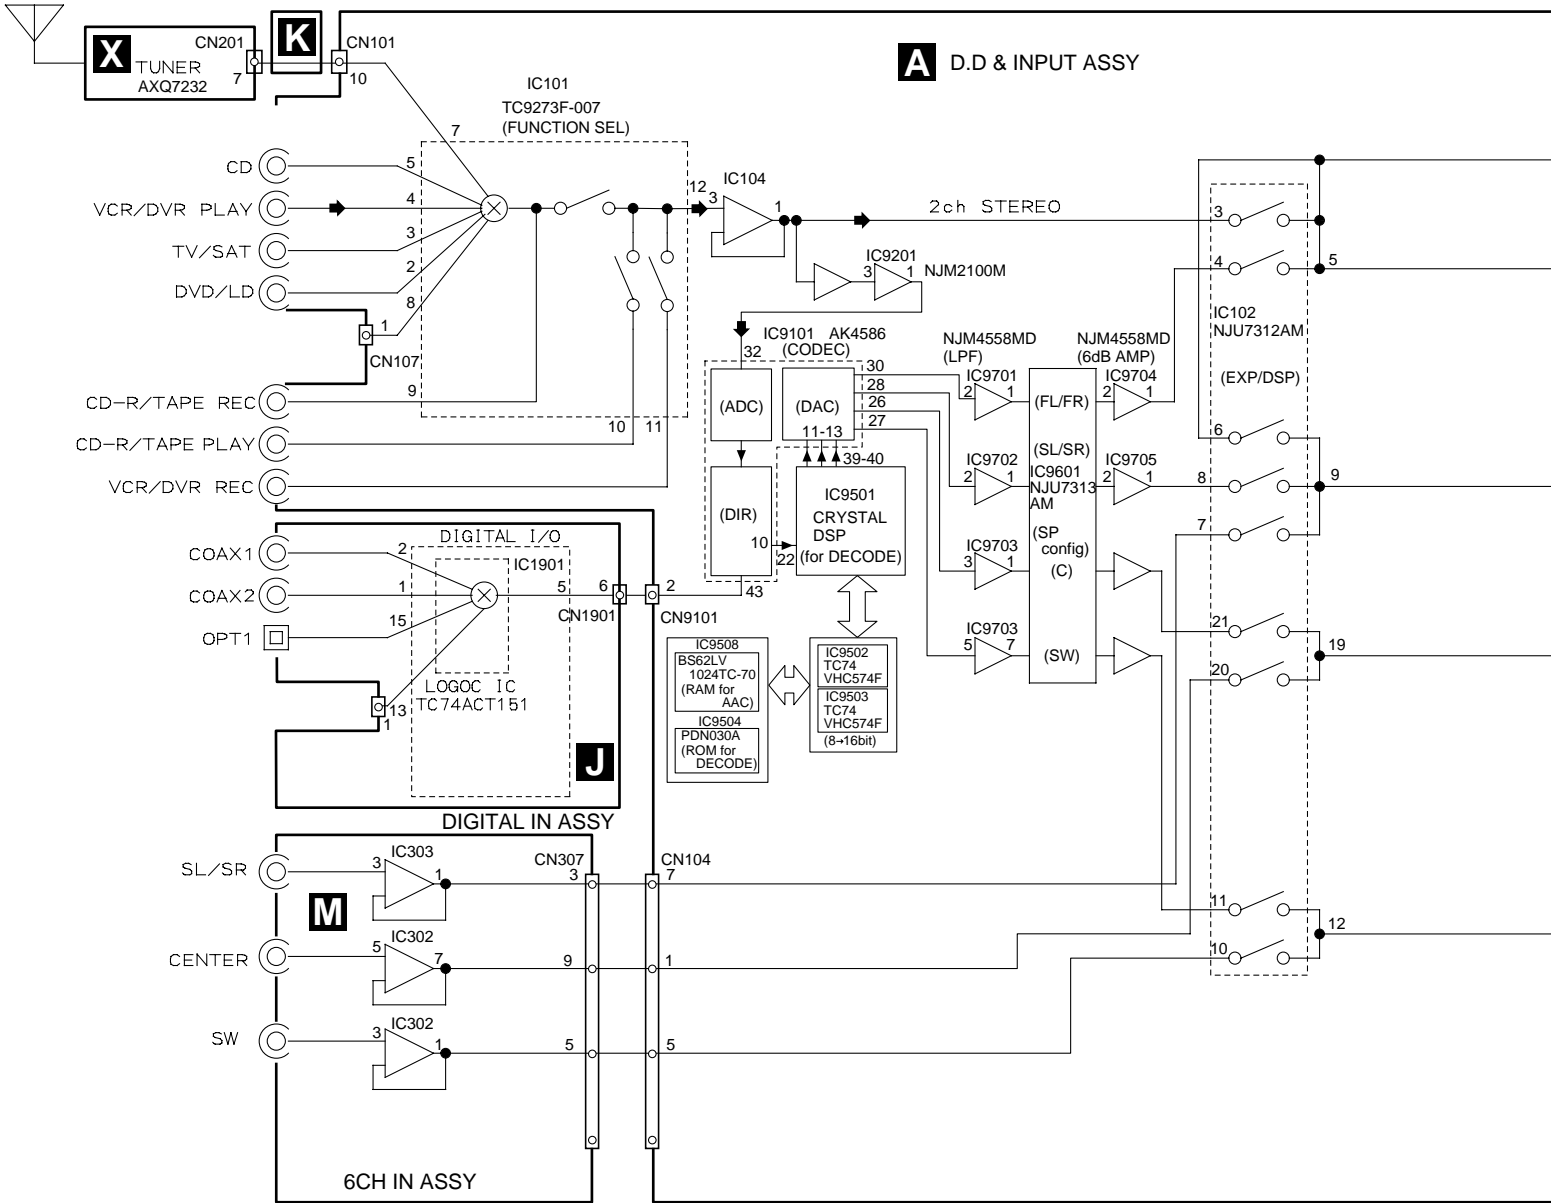 X
TUNER
AXQ7232
CN201
7
K
CN101
10
A
D.D & INPUT ASSY
IC101
TC9273F-007
(FUNCTION SEL)
7
CD
5
VCR/DVR PLAY
4
TV/SAT
3
DVD/LD
2
8
1
CN107
CD-R/TAPE REC
9
CD-R/TAPE PLAY
10
11
VCR/DVR REC
12
3
IC104
1
2ch STEREO
IC9201
3
1
NJM2100M
IC9101 AK4586
(CODEC)
32
(ADC)
(DAC)
11-13
30
28
26
27
39-40
(DIR)
10
22
43
IC9501
CRYSTAL
DSP
(for DECODE)
NJM4558MD
(LPF)
IC9701
2
1
IC9702
2
1
IC9703
3
1
IC9703
5
7
(FL/FR)
(SL/SR)
IC9601
NJU7313
AM
(SP
config)
(C)
(SW)
NJM4558MD
(6dB AMP)
IC9704
2
1
IC9705
2
1
3
4
5
IC102
NJU7312AM
(EXP/DSP)
6
8
7
9
21
20
19
11
10
12
COAX1
2
COAX2
1
OPT1
15
DIGITAL I/O
IC1901
5
6
CN1901
2
CN9101
LOGOC IC
TC74ACT151
13
1
J
DIGITAL IN ASSY
IC9508
BS62LV
1024TC-70
(RAM for
AAC)
IC9504
PDN030A
(ROM for
DECODE)
IC9502
TC74
VHC574F
IC9503
TC74
VHC574F
(8→16bit)
SL/SR
3
IC303
1
CN307
3
CN104
7
M
CENTER
5
IC302
7
9
1
SW
3
IC302
1
5
5
6CH IN ASSY